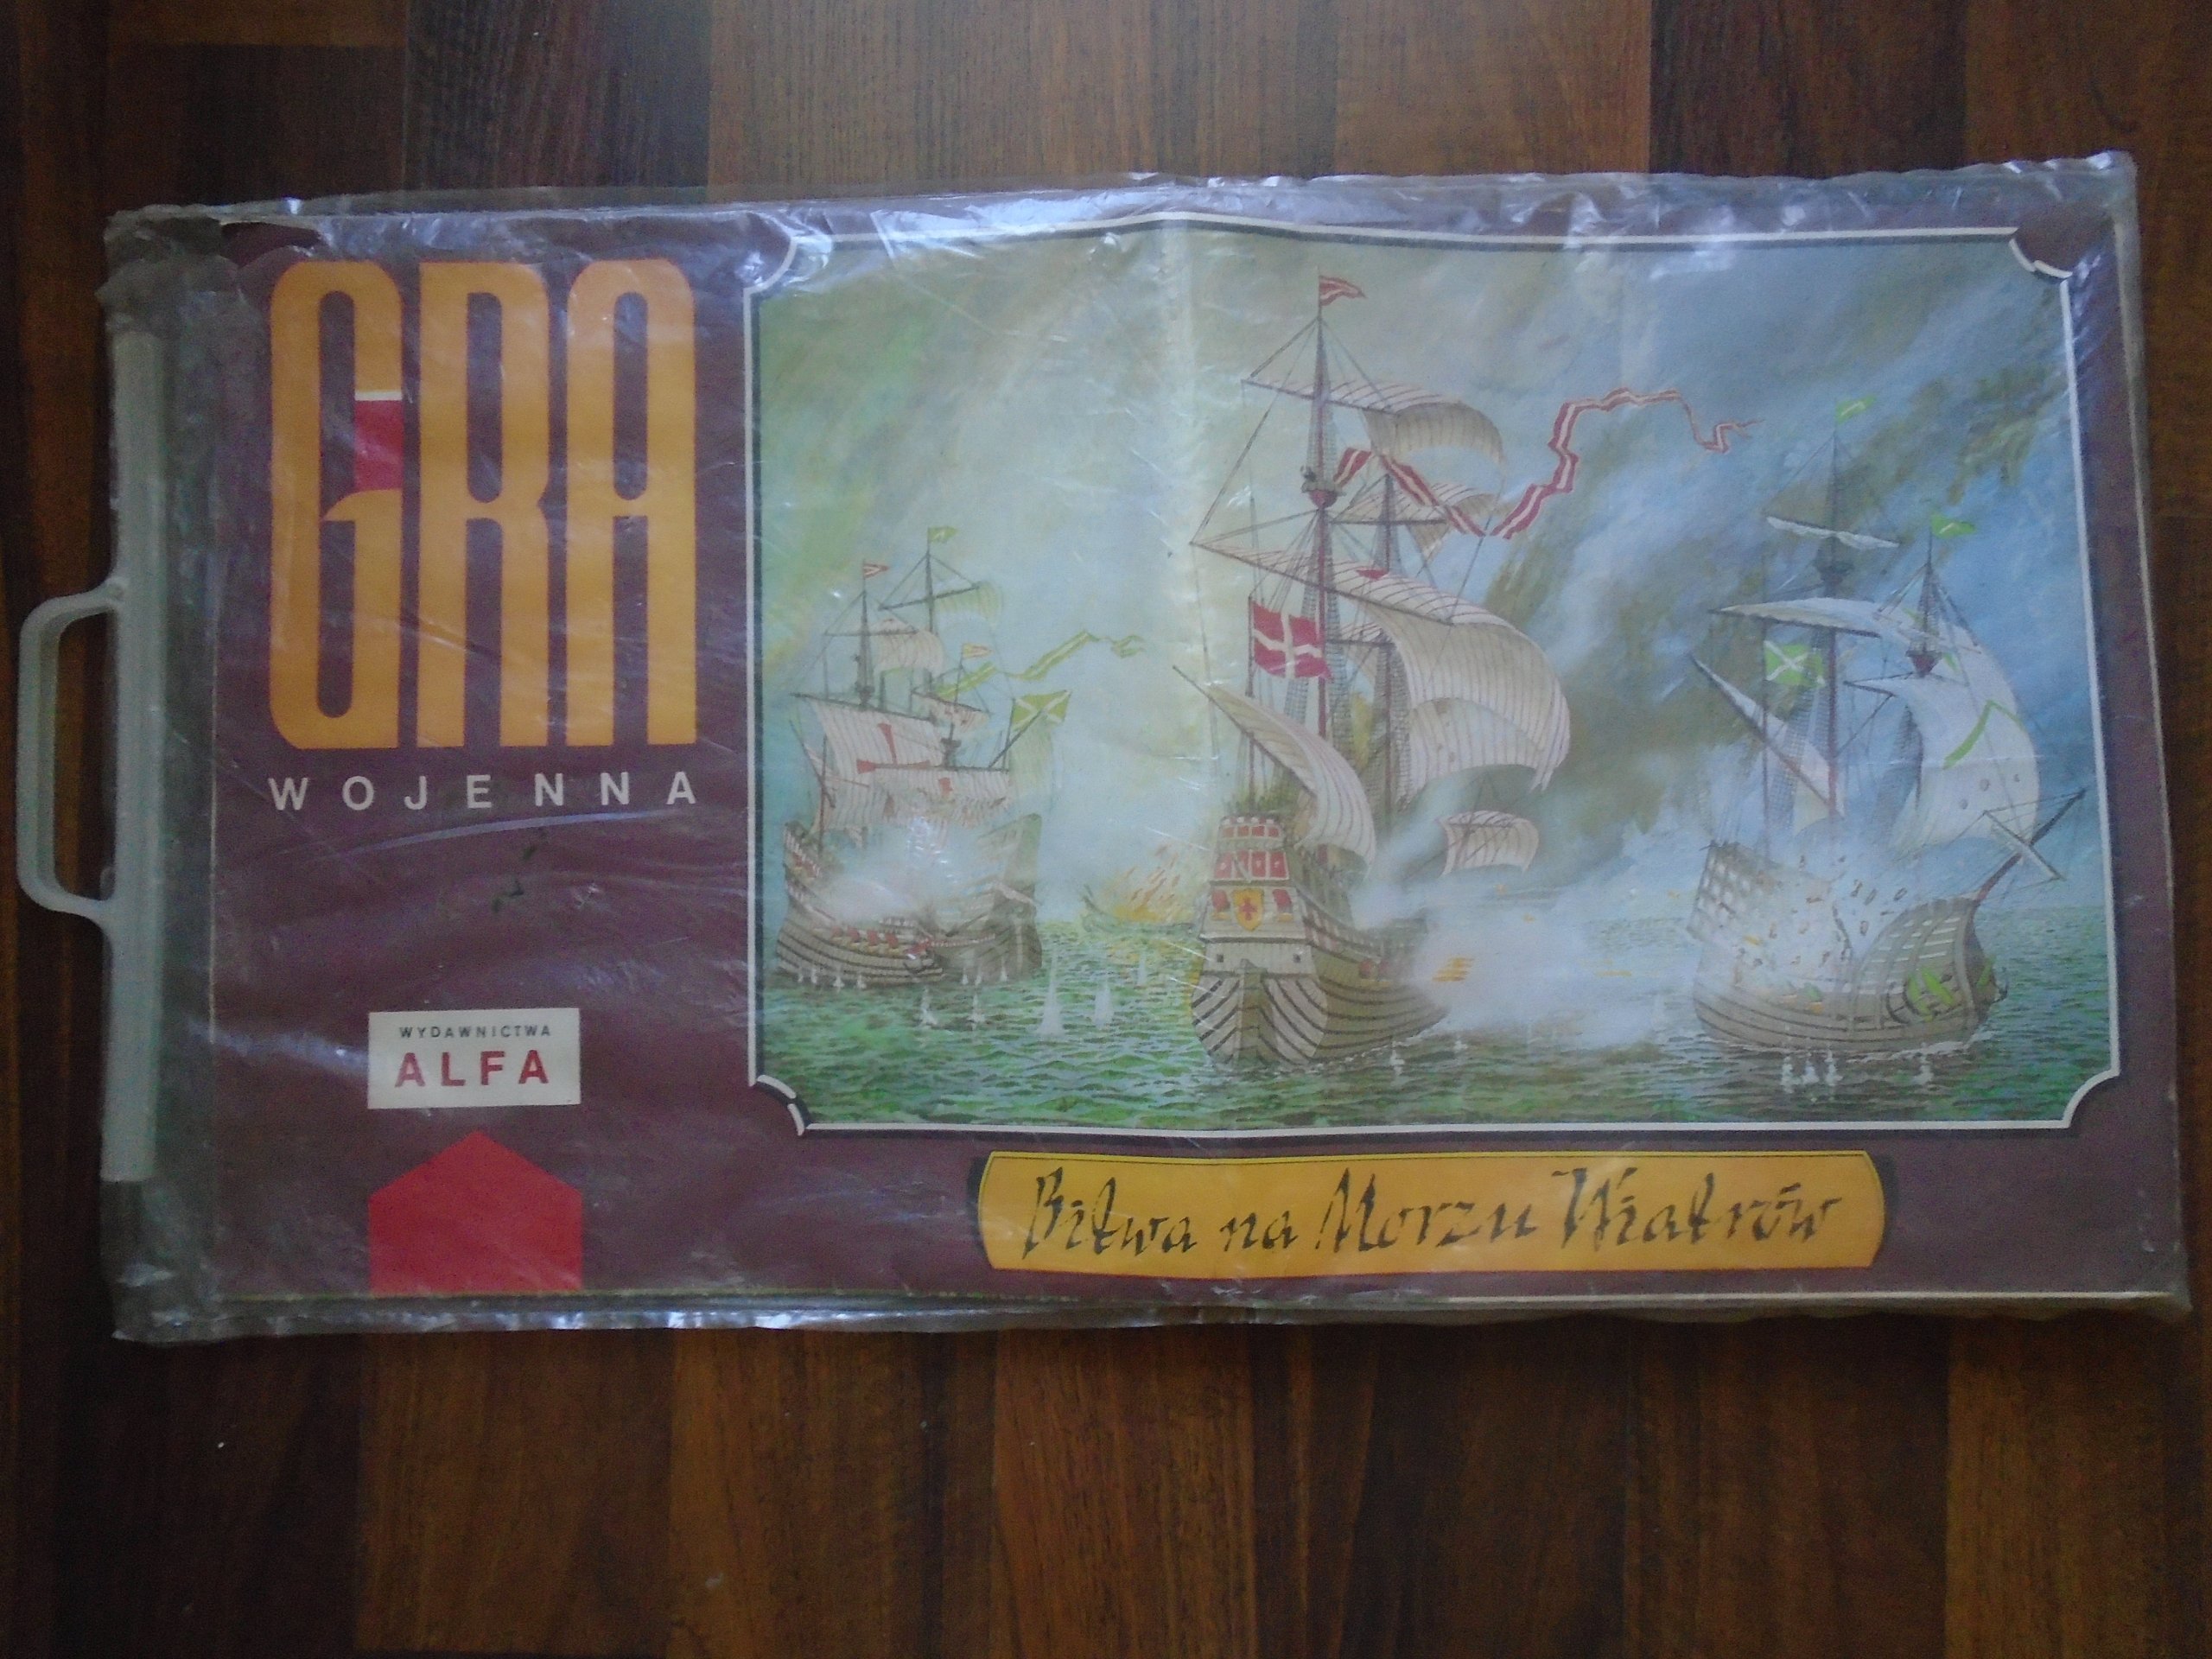 GRA
WOJENNA
WYDAWNICTWA
ALFA
Bitwa na Morzu Wiatrów